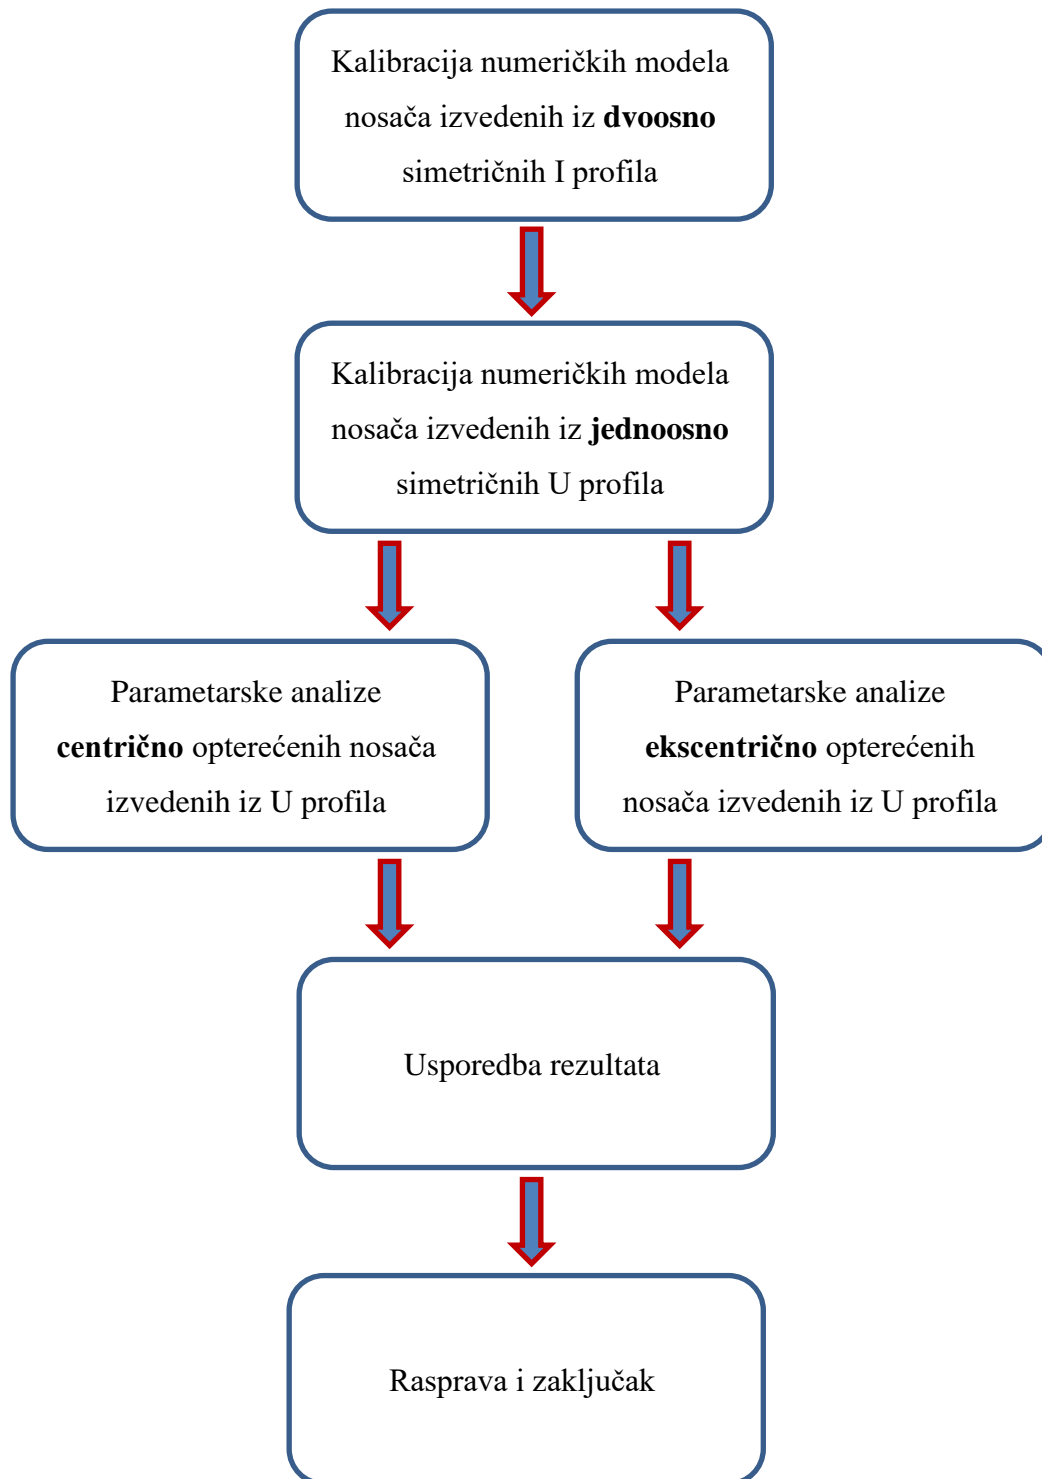 Kalibracija numeričkih modela
nosača izvedenih iz dvoosno
simetričnih I profila
Kalibracija numeričkih modela
nosača izvedenih iz jednoosno
simetričnih U profila
Parametarske analize
centrično opterećenih nosača
izvedenih iz U profila
Parametarske analize
ekscentrično opterećenih
nosača izvedenih iz U profila
Usporedba rezultata
Rasprava i zaključak